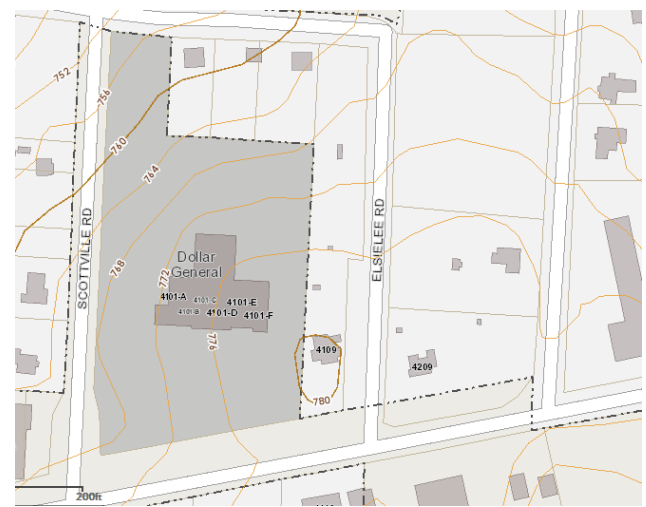 752
756
760
764
768
772
776
780
SCOTTVILLE RD
ELSIELEE RD
Dollar
General
4101-A
4101-C
4101-E
4101-B
4101-D
4101-F
4109
4209
200ft